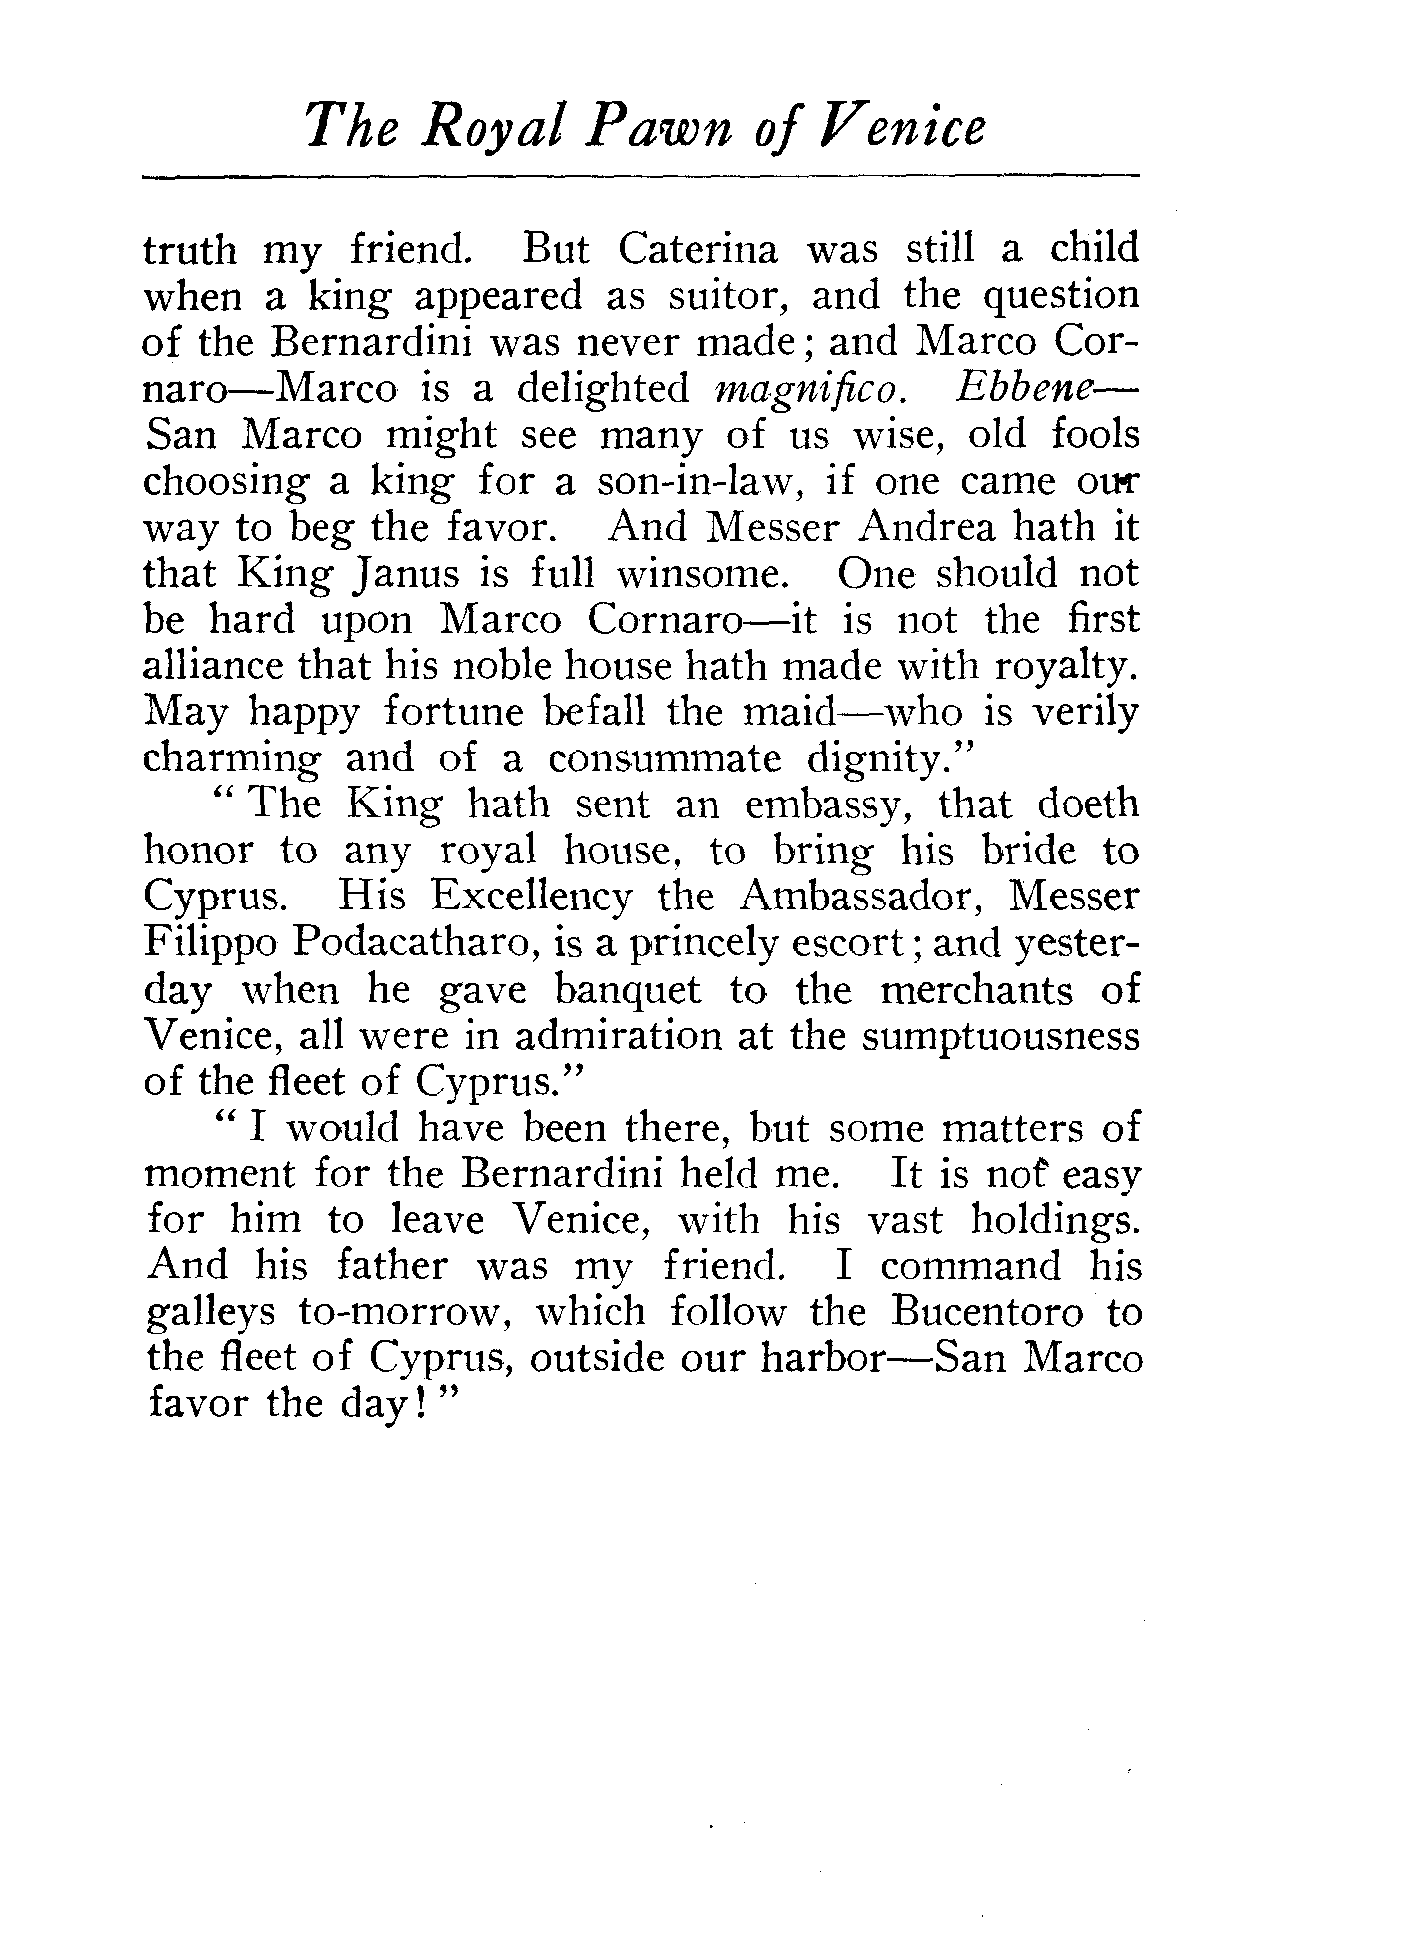 The Royal Pawn of Venice
truth my friend. But Caterina was still a child
when a king appeared as suitor, and the question
of the Bernardini was never made; and Marco Cor-
naro—Marco is a delighted magnifico. Ebbene—
San Marco might see many of us wise, old fools
choosing a king for a son-in-law, if one came our
way to beg the favor. And Messer Andrea hath it
that King Janus is full winsome. One should not
be hard upon Marco Cornaro—it is not the first
alliance that his noble house hath made with royalty.
May happy fortune befall the maid—who is verily
charming and of a consummate dignity."
" The King hath sent an embassy, that doeth
honor to any royal house, to bring his bride to
Cyprus. His Excellency the Ambassador, Messer
Filippo Podacatharo, is a princely escort; and yester-
day when he gave banquet to the merchants of
Venice, all were in admiration at the sumptuousness
of the fleet of Cyprus."
" I would have been there, but some matters of
moment for the Bernardini held me. It is not easy
for him to leave Venice, with his vast holdings.
And his father was my friend. I command his
galleys to-morrow, which follow the Bucentoro to
the fleet of Cyprus, outside our harbor—San Marco
favor the day! "